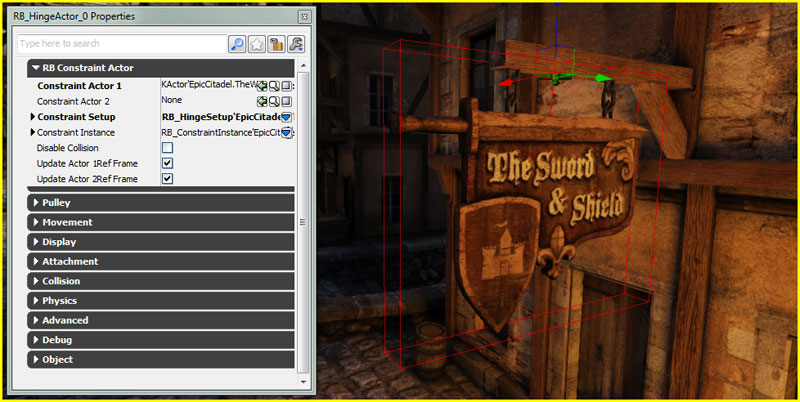 RB_HingeActor_0 Properties
Type here to search
RB Constraint Actor
Constraint Actor 1 KActor'EpicCitadel.TheW
Constraint Actor 2 None
Constraint Setup RB_HingeSetup'EpicCitade
Constraint Instance RB_ConstraintInstance'EpicCit
Disable Collision
Update Actor 1Ref Frame
Update Actor 2Ref Frame
Pulley
Movement
Display
Attachment
Collision
Physics
Advanced
Debug
Object
The Sword
& Shield